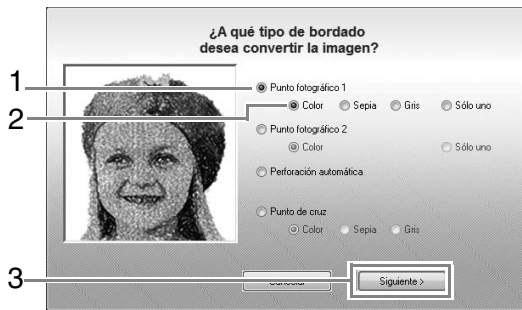 ¿A qué tipo de bordado
desea convertir la imagen?
1
Punto fotográfico 1
2
Color Sepia Gris Sólo uno
Punto fotográfico 2
Color Sólo uno
Perforación automática
Punto de cruz
Color Sepia Gris
3
Cancelar Siguiente >